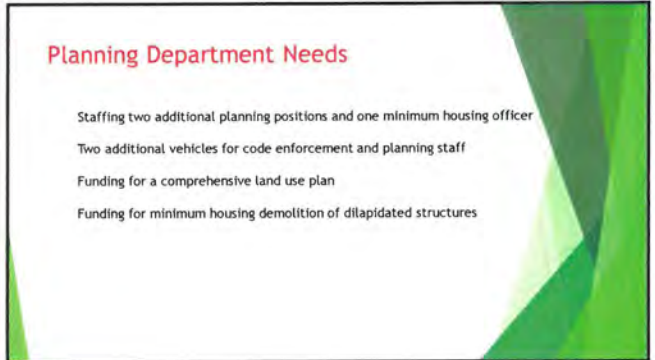 Planning Department Needs
Staffing two additional planning positions and one minimum housing officer
Two additional vehicles for code enforcement and planning staff
Funding for a comprehensive land use plan
Funding for minimum housing demolition of dilapidated structures